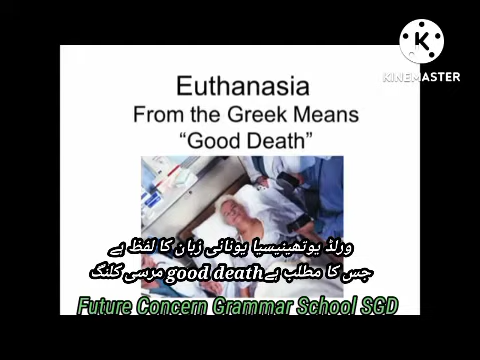 KINEMASTER
Euthanasia
From the Greek Means
“Good Death”
ورلڈ یوتھینیسیا یونانی زبان کا لفظ ہے
جس کا مطلب ہے good death مرسی کلنگ
Future Concern Grammar School SGD